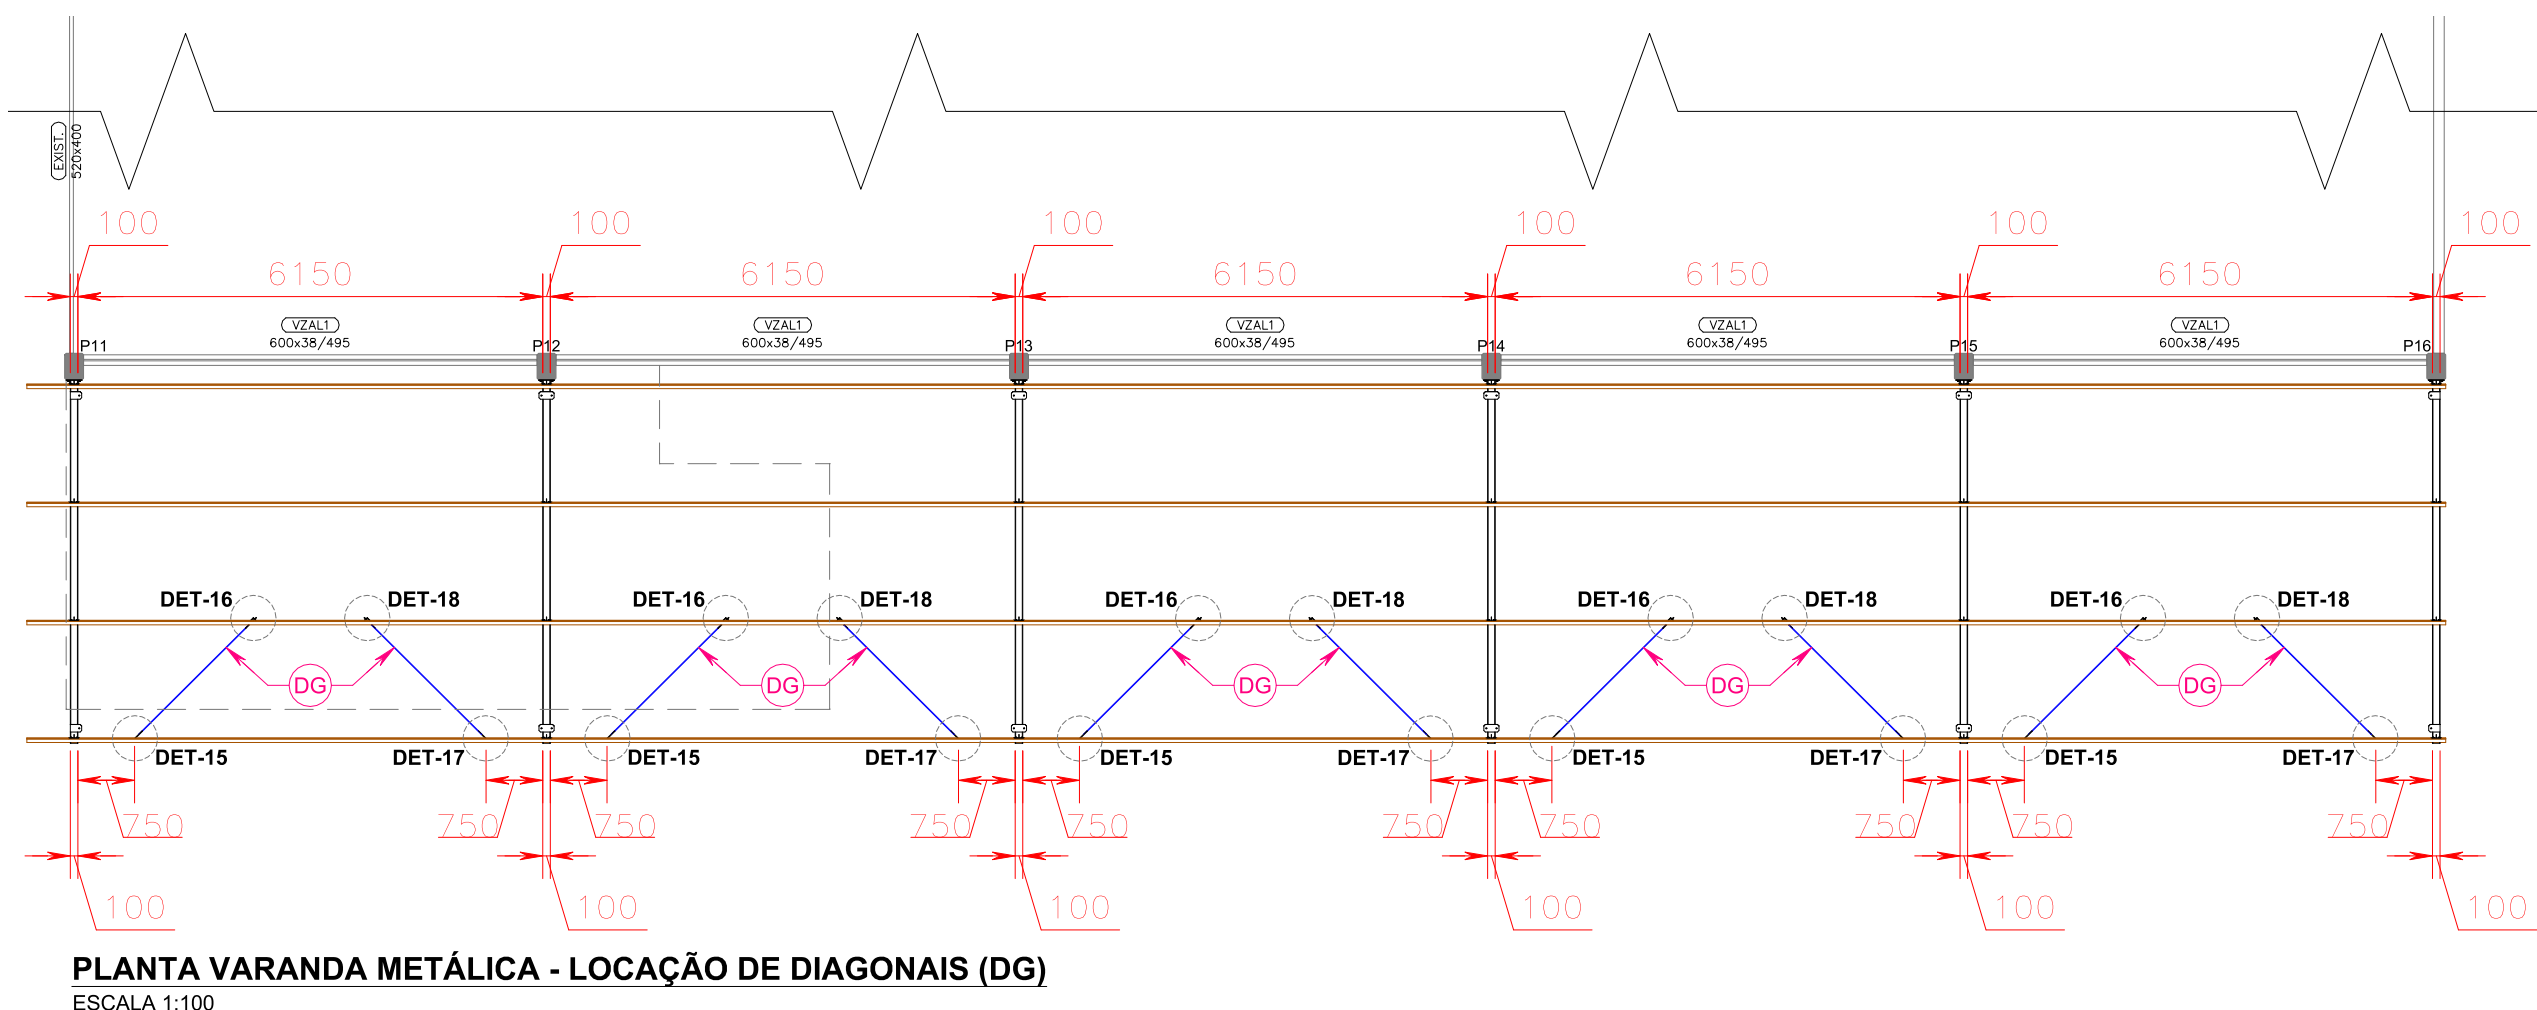 EXIST.
520x400
100 100 100 100 100 100
6150 6150 6150 6150 6150
VZAL1 VZAL1 VZAL1 VZAL1 VZAL1
P11 600x38/495 P12 600x38/495 P13 600x38/495 P14 600x38/495 P15 600x38/495 P16
DET-16 DET-18 DET-16 DET-18 DET-16 DET-18 DET-16 DET-18 DET-16 DET-18
DG DG DG DG DG
DET-15 DET-17 DET-15 DET-17 DET-15 DET-17 DET-15 DET-17 DET-15 DET-17
750 750 750 750 750 750 750 750 750 750
100 100 100 100 100 100
PLANTA VARANDA METÁLICA - LOCAÇÃO DE DIAGONAIS (DG)
ESCALA 1:100